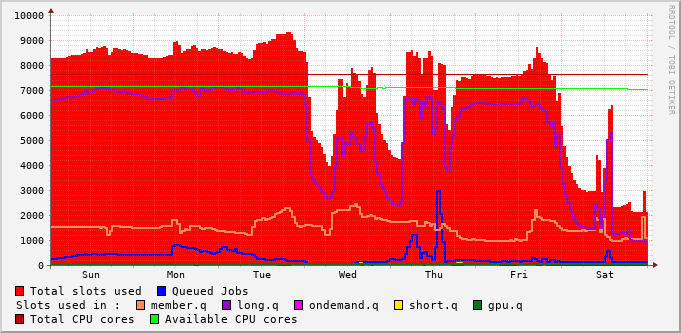 10000
9000
8000
7000
6000
5000
4000
3000
2000
1000
0
Sun Mon Tue Wed Thu Fri Sat
RRDTOOL / TOBI OETIKER
Total slots used Queued Jobs
Slots used in : member.q long.q ondemand.q short.q gpu.q
Total CPU cores Available CPU cores